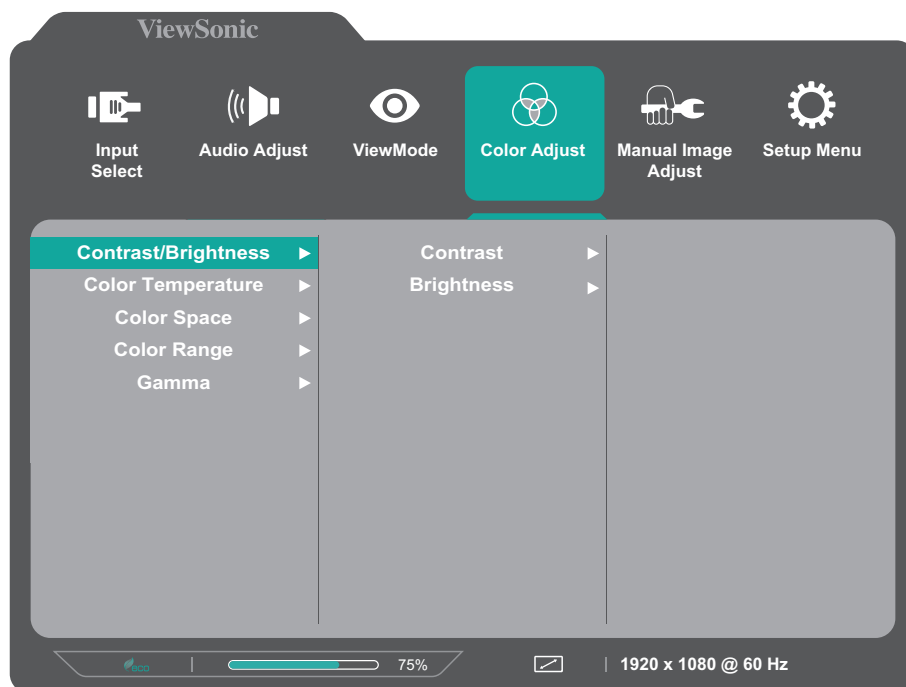 ViewSonic
Input Select
Audio Adjust
ViewMode
Color Adjust
Manual Image Adjust
Setup Menu
Contrast/Brightness
Contrast
Color Temperature
Brightness
Color Space
Color Range
Gamma
ECO
75%
1920 x 1080 @ 60 Hz